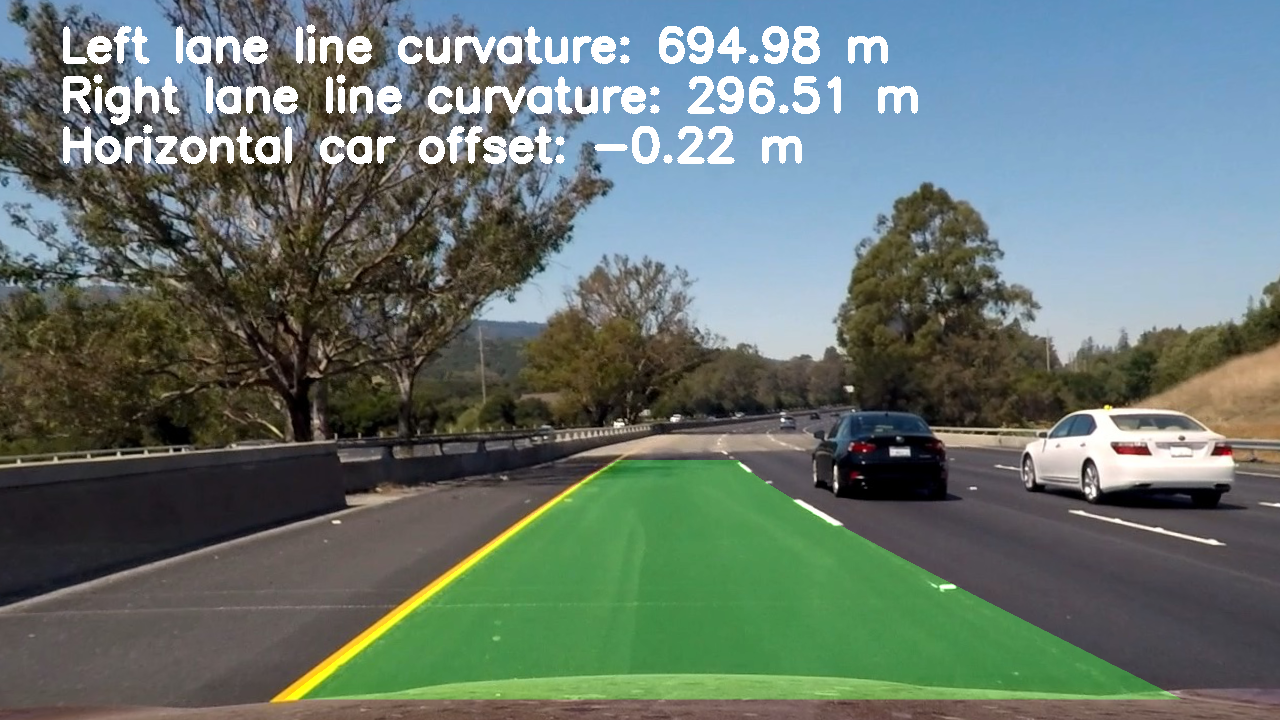 Left lane line curvature: 694.98 m
Right lane line curvature: 296.51 m
Horizontal car offset: -0.22 m